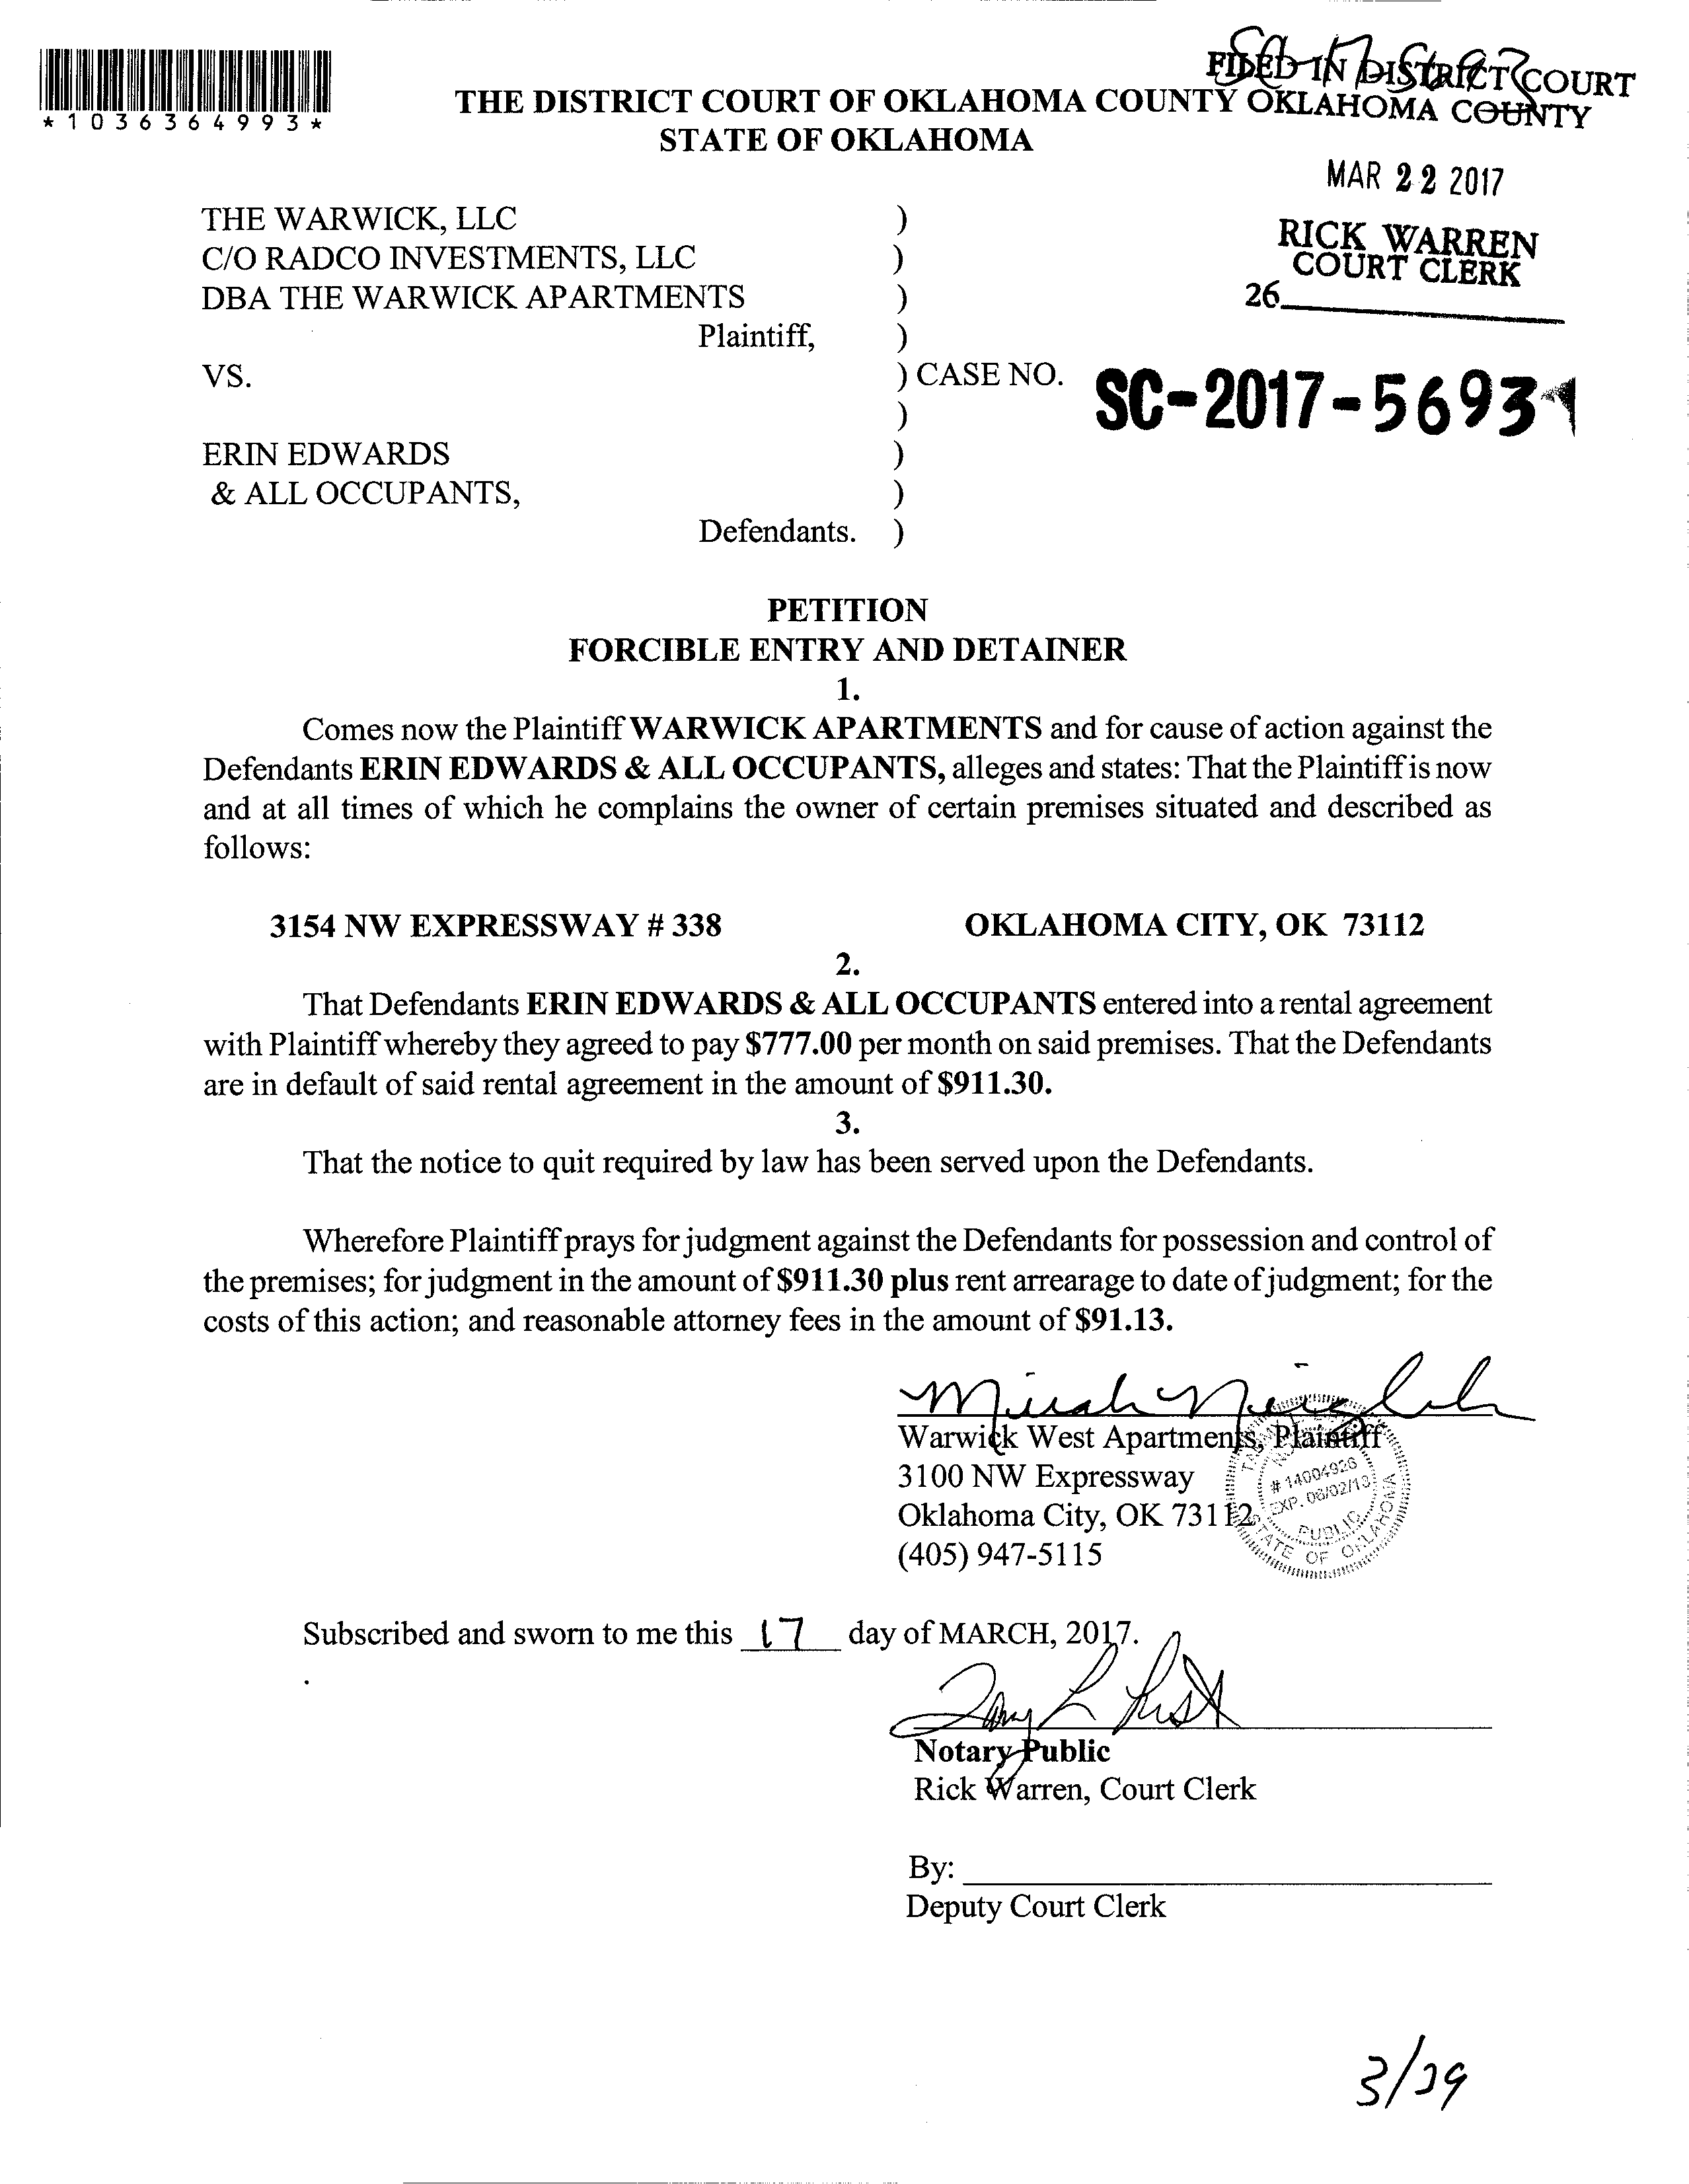 *1036364993*
FILED IN DISTRICT COURT
OKLAHOMA COUNTY
THE DISTRICT COURT OF OKLAHOMA COUNTY
STATE OF OKLAHOMA
MAR 22 2017
RICK WARREN
COURT CLERK
26
THE WARWICK, LLC )
C/O RADCO INVESTMENTS, LLC )
DBA THE WARWICK APARTMENTS )
Plaintiff, )
VS. ) CASE NO. SC-2017-5693
)
ERIN EDWARDS )
& ALL OCCUPANTS, )
Defendants. )
PETITION
FORCIBLE ENTRY AND DETAINER
1.
Comes now the Plaintiff WARWICK APARTMENTS and for cause of action against the
Defendants ERIN EDWARDS & ALL OCCUPANTS, alleges and states: That the Plaintiff is now
and at all times of which he complains the owner of certain premises situated and described as
follows:
3154 NW EXPRESSWAY # 338 OKLAHOMA CITY, OK 73112
2.
That Defendants ERIN EDWARDS & ALL OCCUPANTS entered into a rental agreement
with Plaintiff whereby they agreed to pay $777.00 per month on said premises. That the Defendants
are in default of said rental agreement in the amount of $911.30.
3.
That the notice to quit required by law has been served upon the Defendants.
Wherefore Plaintiff prays for judgment against the Defendants for possession and control of
the premises; for judgment in the amount of $911.30 plus rent arrearage to date of judgment; for the
costs of this action; and reasonable attorney fees in the amount of $91.13.
Warwick West Apartments, Plaintiff
3100 NW Expressway
Oklahoma City, OK 73112
(405) 947-5115
# 14004926
EXP. 06/02/18
PUBLIC
STATE OF OKLAHOMA
Subscribed and sworn to me this 17 day of MARCH, 2017.
Notary Public
Rick Warren, Court Clerk
By:
Deputy Court Clerk
3/29